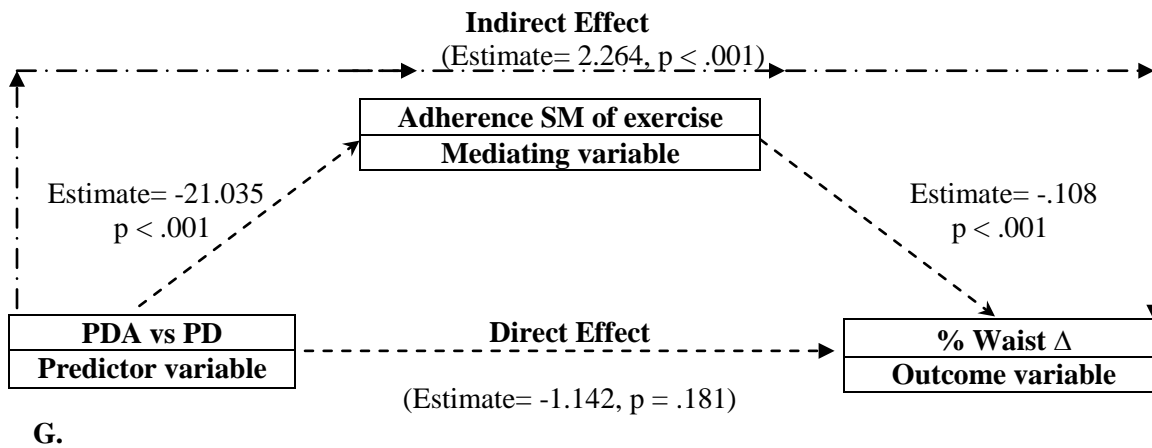 Indirect Effect
(Estimate= 2.264, p < .001)
Adherence SM of exercise
Mediating variable
Estimate= -21.035
p < .001
Estimate= -.108
p < .001
PDA vs PD
Predictor variable
Direct Effect
(Estimate= -1.142, p = .181)
% Waist Δ
Outcome variable
G.